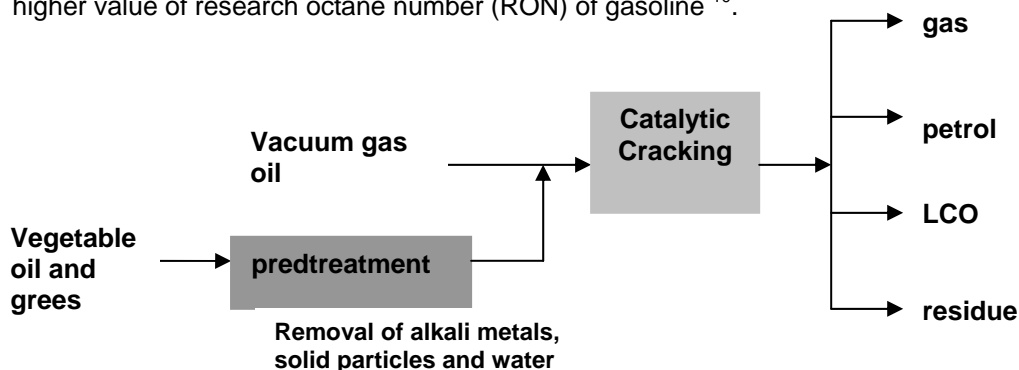 higher value of research octane number (RON) of gasoline
gas
Catalytic
Cracking
petrol
Vacuum gas
oil
LCO
Vegetable
oil and
grees
predtreatment
residue
Removal of alkali metals,
solid particles and water